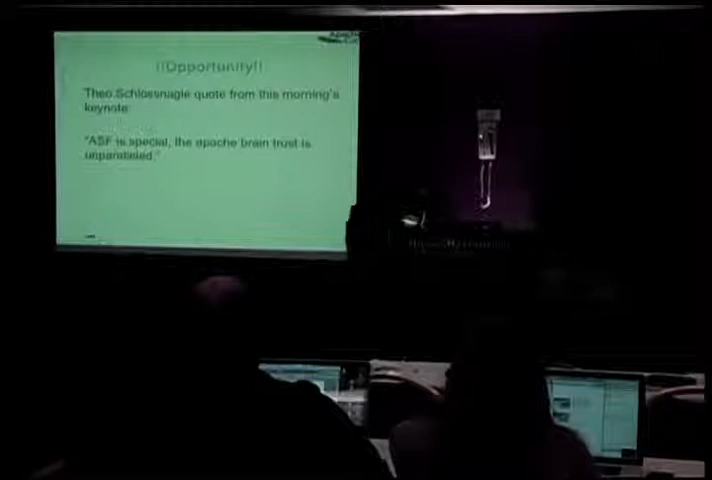 !!Opportunity!!
Theo Schlossnagle quote from this morning's
keynote:
"ASF is special, the apache brain trust is
unparalleled."